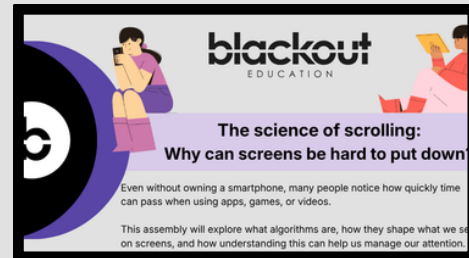 blackout
EDUCATION
b
The science of scrolling:
Why can screens be hard to put down?
Even without owning a smartphone, many people notice how quickly time
can pass when using apps, games, or videos.
This assembly will explore what algorithms are, how they shape what we se
on screens, and how understanding this can help us manage our attention.